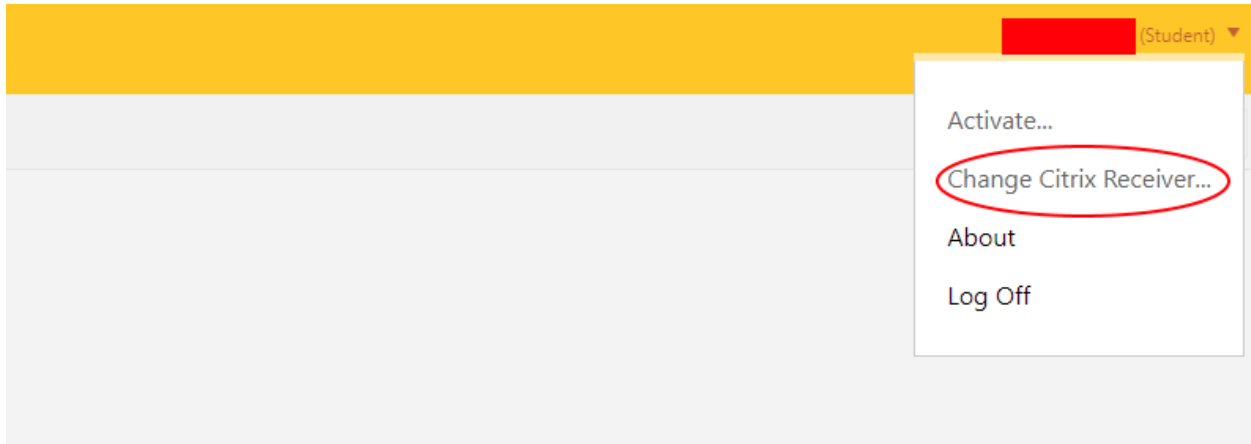 (Student)
Activate...
Change Citrix Receiver...
About
Log Off